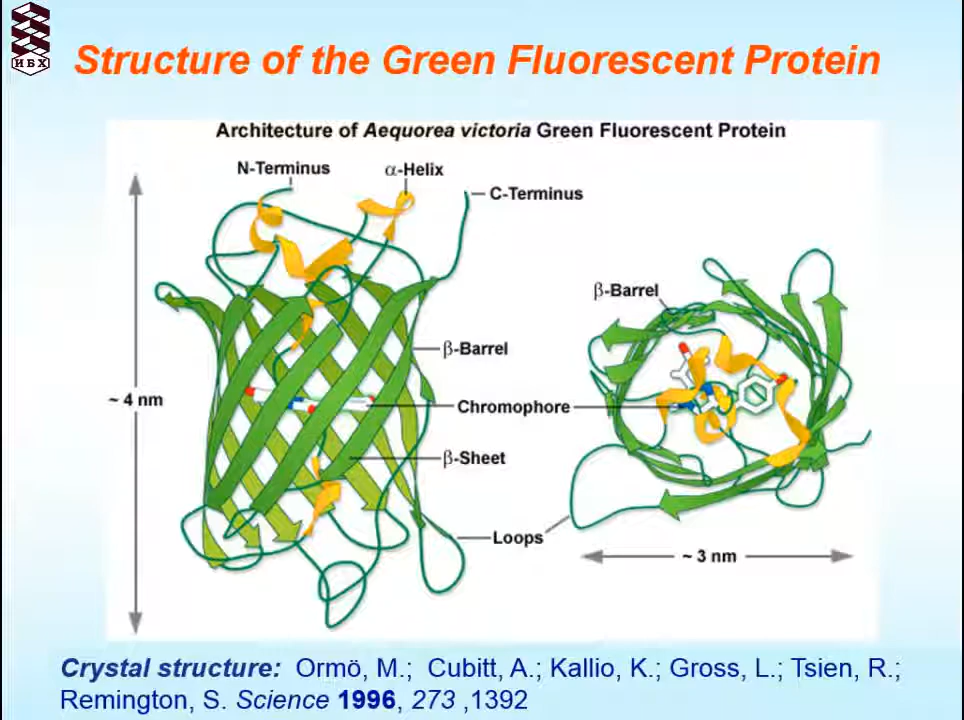 ИБХ
Structure of the Green Fluorescent Protein
Architecture of Aequorea victoria Green Fluorescent Protein
N-Terminus
α-Helix
C-Terminus
β-Barrel
β-Barrel
~ 4 nm
Chromophore
β-Sheet
Loops
~ 3 nm
Crystal structure: Ormö, M.; Cubitt, A.; Kallio, K.; Gross, L.; Tsien, R.;
Remington, S. Science 1996, 273 ,1392